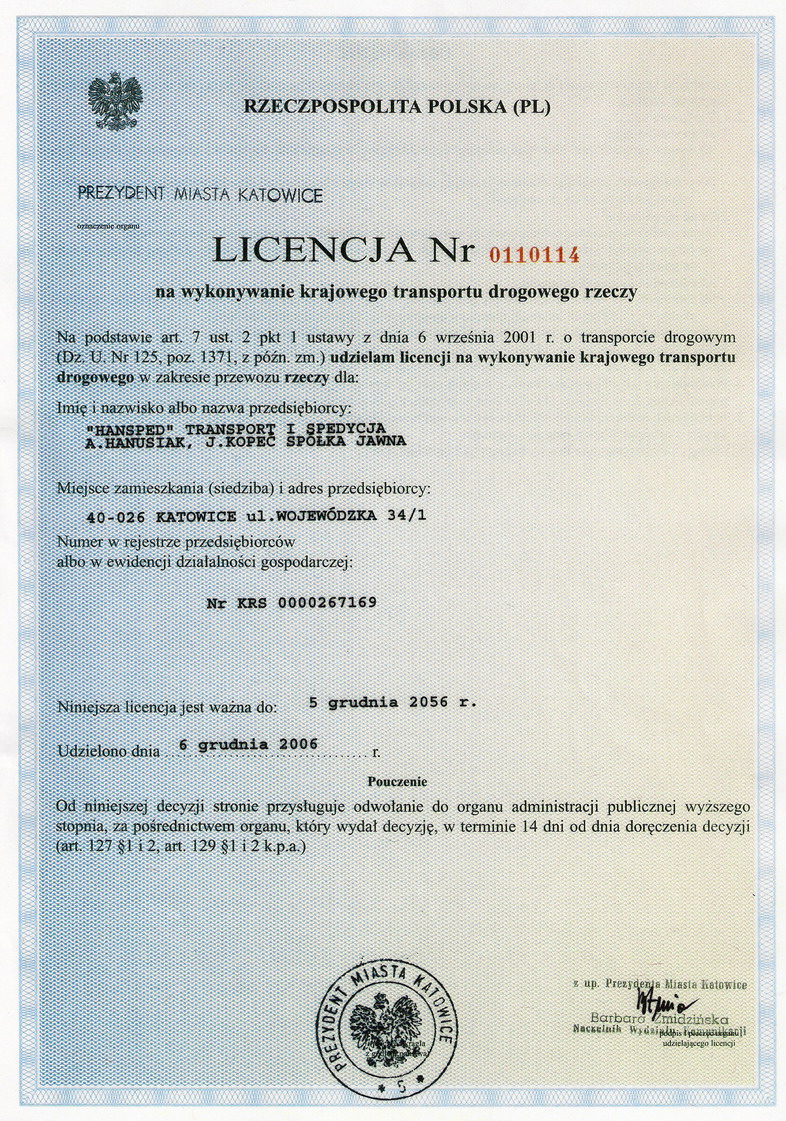 RZECZPOSPOLITA POLSKA (PL)
PREZYDENT MIASTA KATOWICE
oznaczenie organu
LICENCJA Nr 0110114
na wykonywanie krajowego transportu drogowego rzeczy
Na podstawie art. 7 ust. 2 pkt 1 ustawy z dnia 6 września 2001 r. o transporcie drogowym
(Dz. U. Nr 125, poz. 1371, z późn. zm.) udzielam licencji na wykonywanie krajowego transportu
drogowego w zakresie przewozu rzeczy dla:
Imię i nazwisko albo nazwa przedsiębiorcy:
"HANSPED" TRANSPORT I SPEDYCJA
A.HANUSIAK, J.KOPEĆ SPÓŁKA JAWNA
Miejsce zamieszkania (siedziba) i adres przedsiębiorcy:
40-026 KATOWICE ul.WOJEWÓDZKA 34/1
Numer w rejestrze przedsiębiorców
albo w ewidencji działalności gospodarczej:
Nr KRS 0000267169
Niniejsza licencja jest ważna do: 5 grudnia 2056 r.
Udzielono dnia 6 grudnia 2006 r.
Pouczenie
Od niniejszej decyzji stronie przysługuje odwołanie do organu administracji publicznej wyższego
stopnia, za pośrednictwem organu, który wydał decyzję, w terminie 14 dni od dnia doręczenia decyzji
(art. 127 §1 i 2, art. 129 §1 i 2 k.p.a.)
PREZYDENT MIASTA KATOWICE
* 5 *
z up. Prezydenta Miasta Katowice
Barbara Żmidzińska
Naczelnik Wydziału Komunikacji
udzielającego licencji